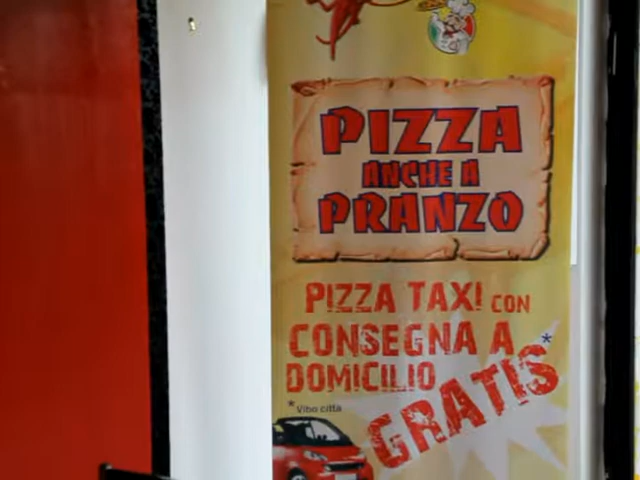 PIZZA
ANCHE A
PRANZO
PIZZA TAXI CON
CONSEGNA A
DOMICILIO
GRATIS*
*Vibo città